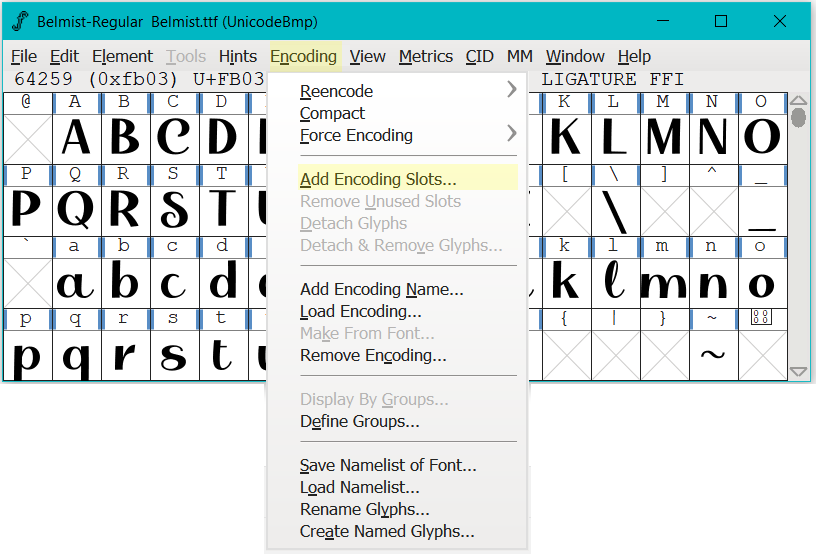 Belmist-Regular Belmist.ttf (UnicodeBmp)
File Edit Element Tools Hints Encoding View Metrics CID MM Window Help
64259 (0xfb03) U+FB03 LIGATURE FFI
@ A B C D K L M N O
A B C D K L M N O
P Q R S T [ \ ] ^ _
P Q R S T \ _
` a b c d k l m n o
a b c d k l m n o
p q r s t { | } ~
p q r s t ~
Reencode
Compact
Force Encoding
Add Encoding Slots...
Remove Unused Slots
Detach Glyphs
Detach & Remove Glyphs...
Add Encoding Name...
Load Encoding...
Make From Font...
Remove Encoding...
Display By Groups...
Define Groups...
Save Namelist of Font...
Load Namelist...
Rename Glyphs...
Create Named Glyphs...